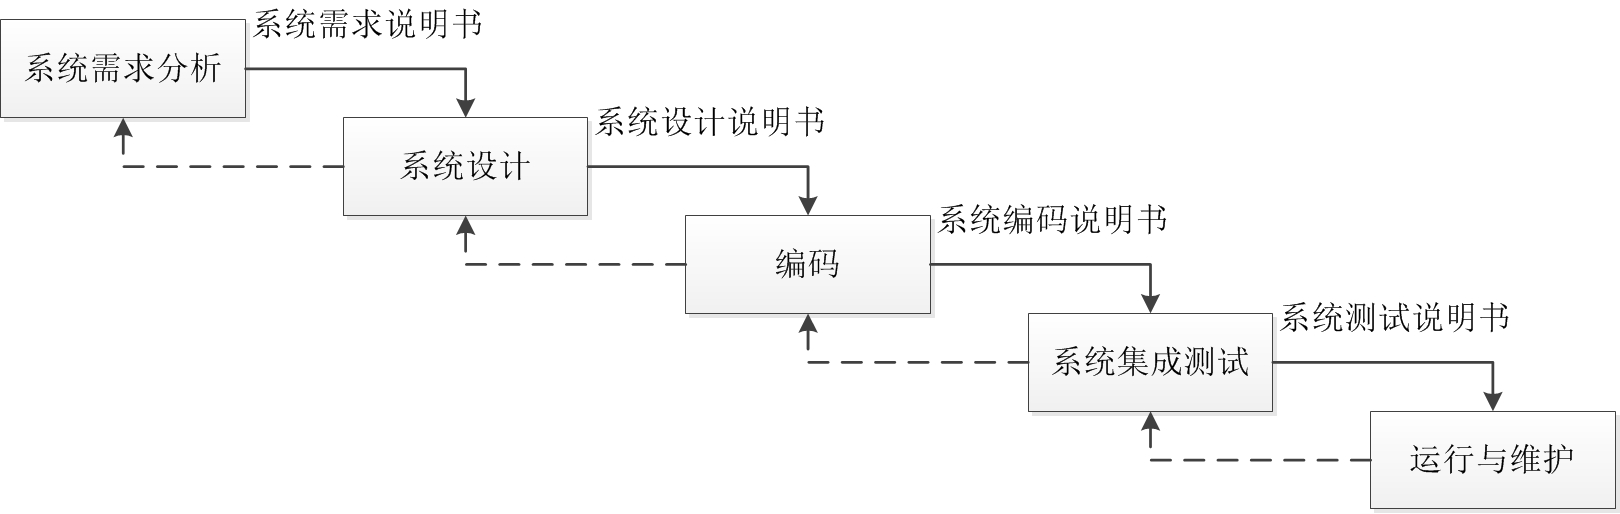 系统需求说明书
系统需求分析
系统设计说明书
系统设计
系统编码说明书
编码
系统测试说明书
系统集成测试
运行与维护